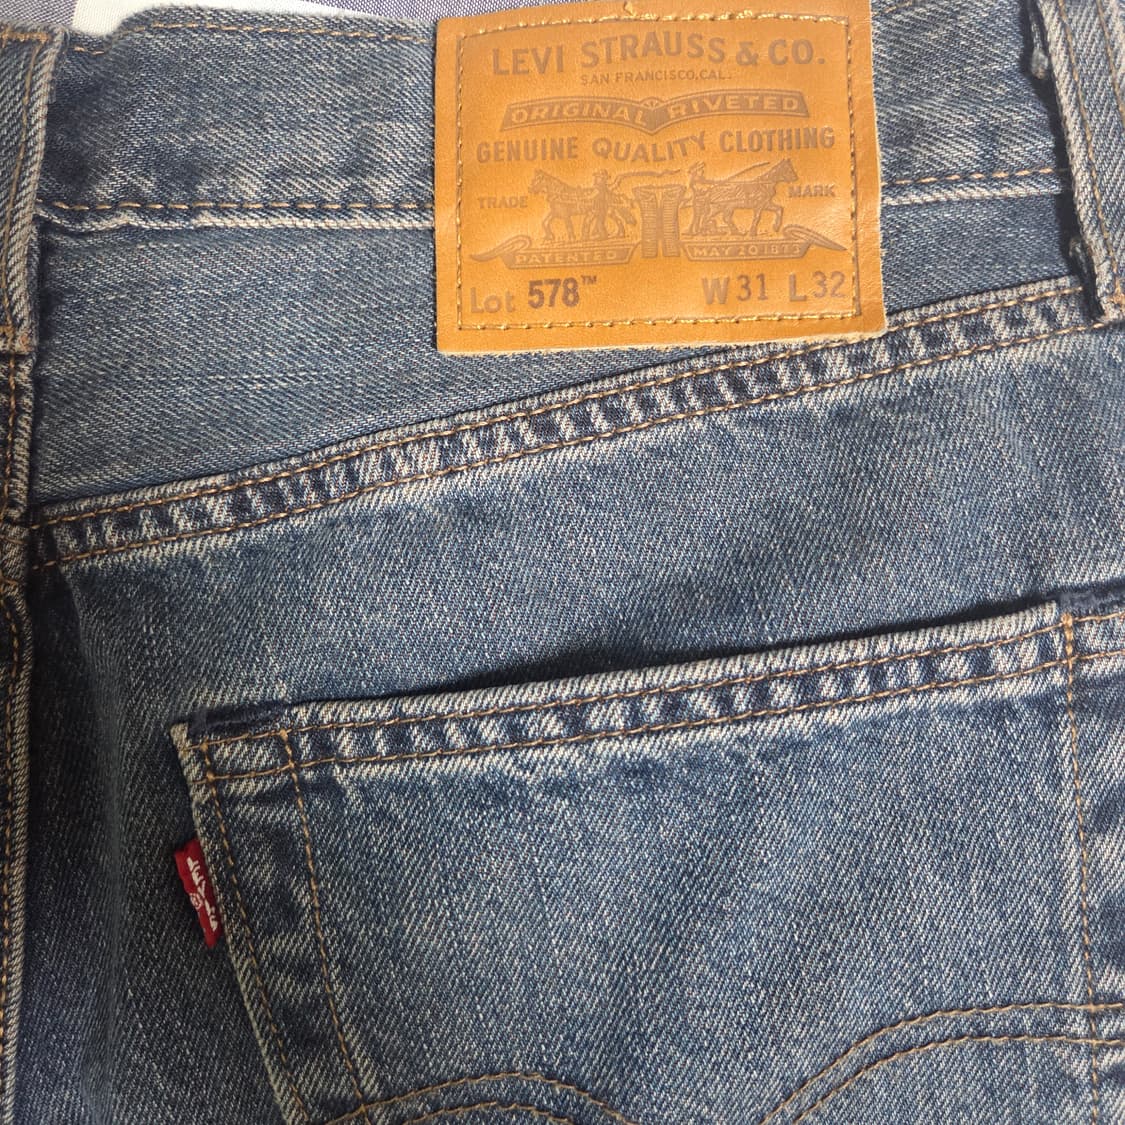 LEVI STRAUSS & CO.
SAN FRANCISCO,CAL.
ORIGINAL RIVETED
GENUINE QUALITY CLOTHING
TRADE MARK
PATENTED MAY 20 1873
Lot 578™ W31 L32
LEVI'S
®